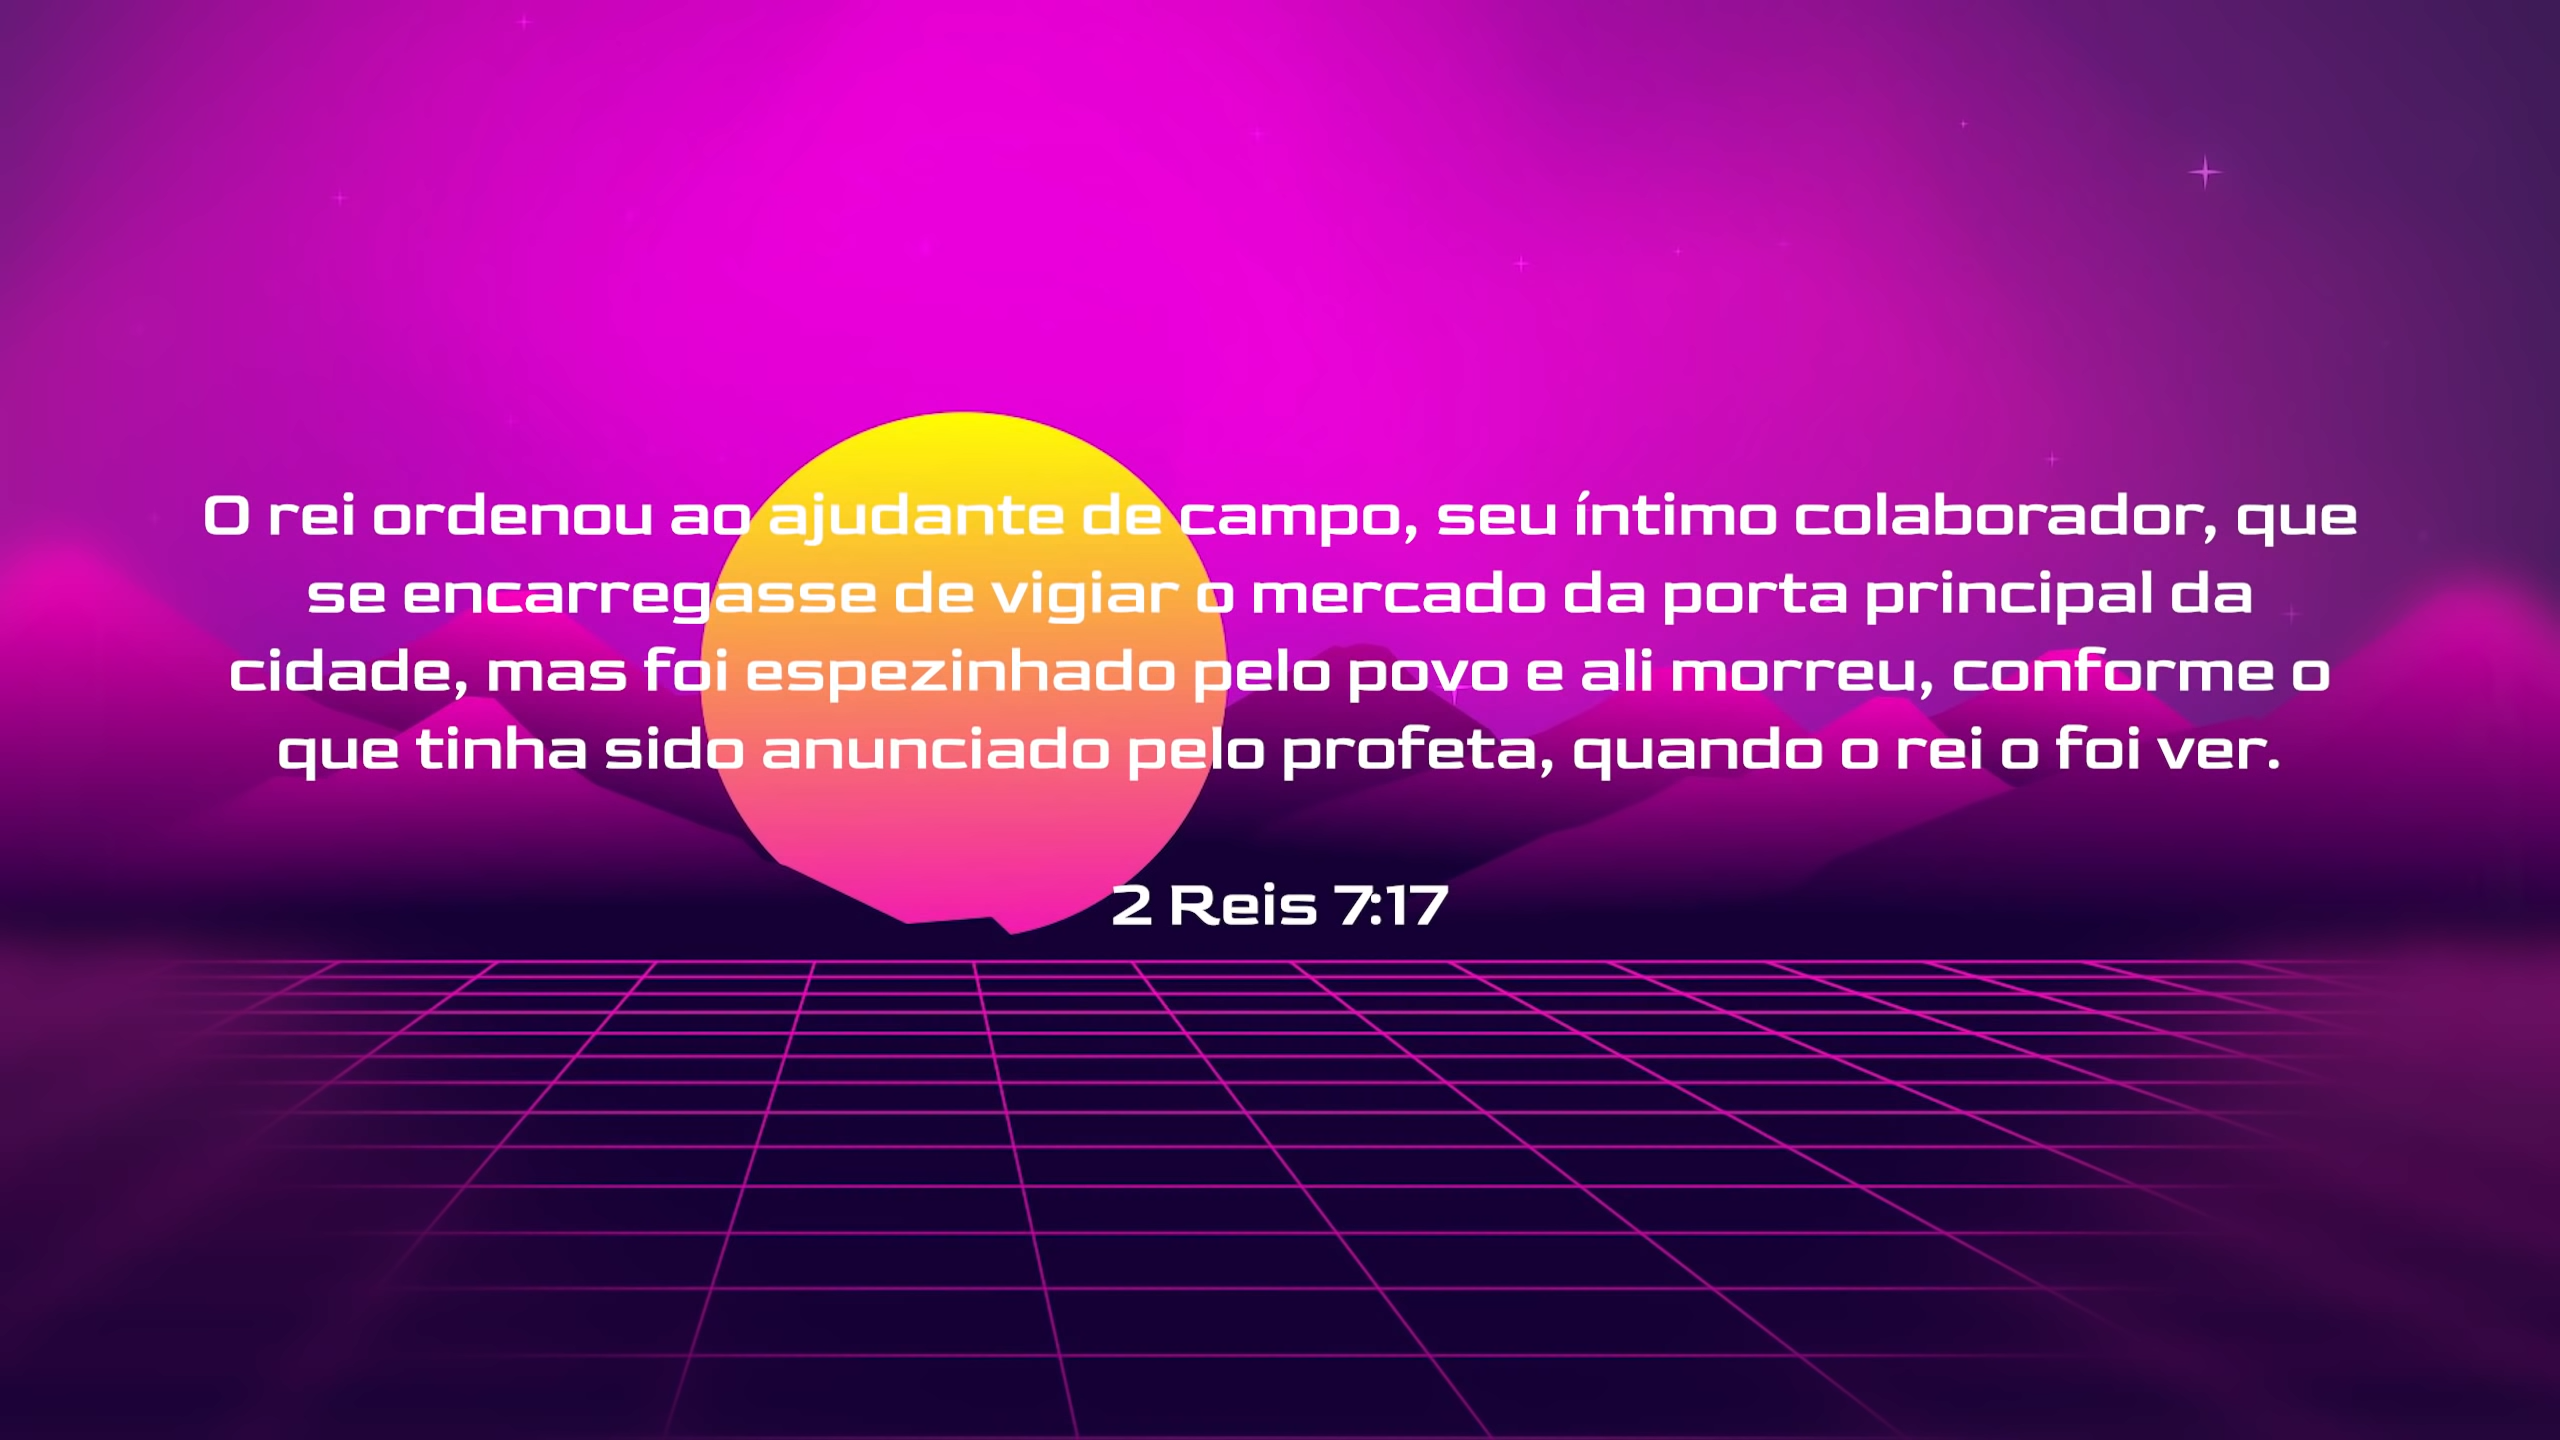 O rei ordenou ao ajudante de campo, seu íntimo colaborador, que
se encarregasse de vigiar o mercado da porta principal da
cidade, mas foi espezinhado pelo povo e ali morreu, conforme o
que tinha sido anunciado pelo profeta, quando o rei o foi ver.
2 Reis 7:17